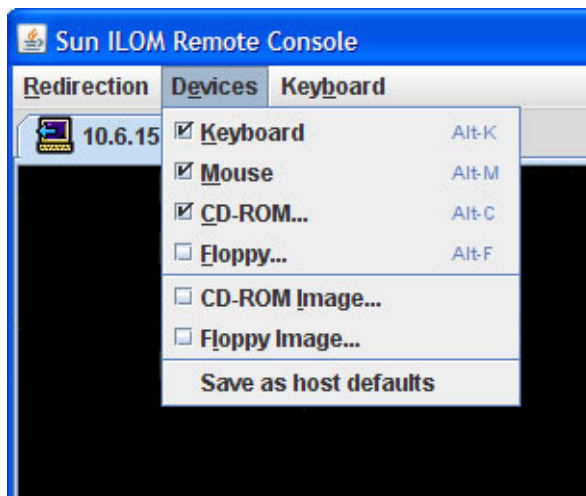 Sun ILOM Remote Console
Redirection Devices Keyboard
10.6.15
Keyboard Alt-K
Mouse Alt-M
CD-ROM... Alt-C
Floppy... Alt-F
CD-ROM Image...
Floppy Image...
Save as host defaults